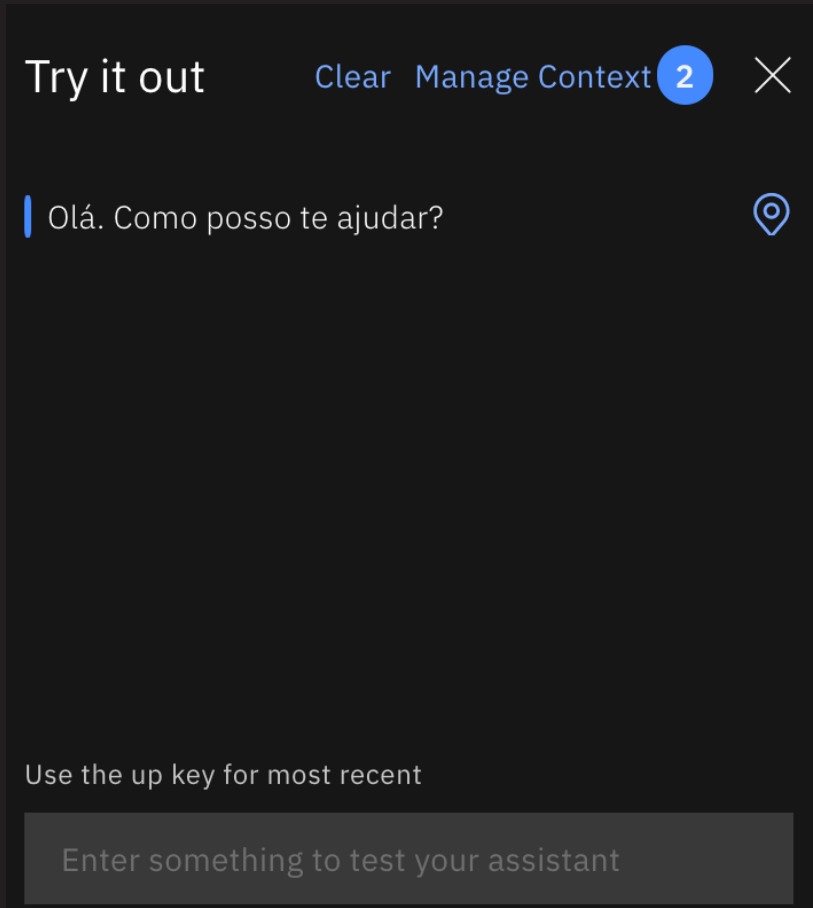 Try it out Clear Manage Context 2
Olá. Como posso te ajudar?
Use the up key for most recent
Enter something to test your assistant